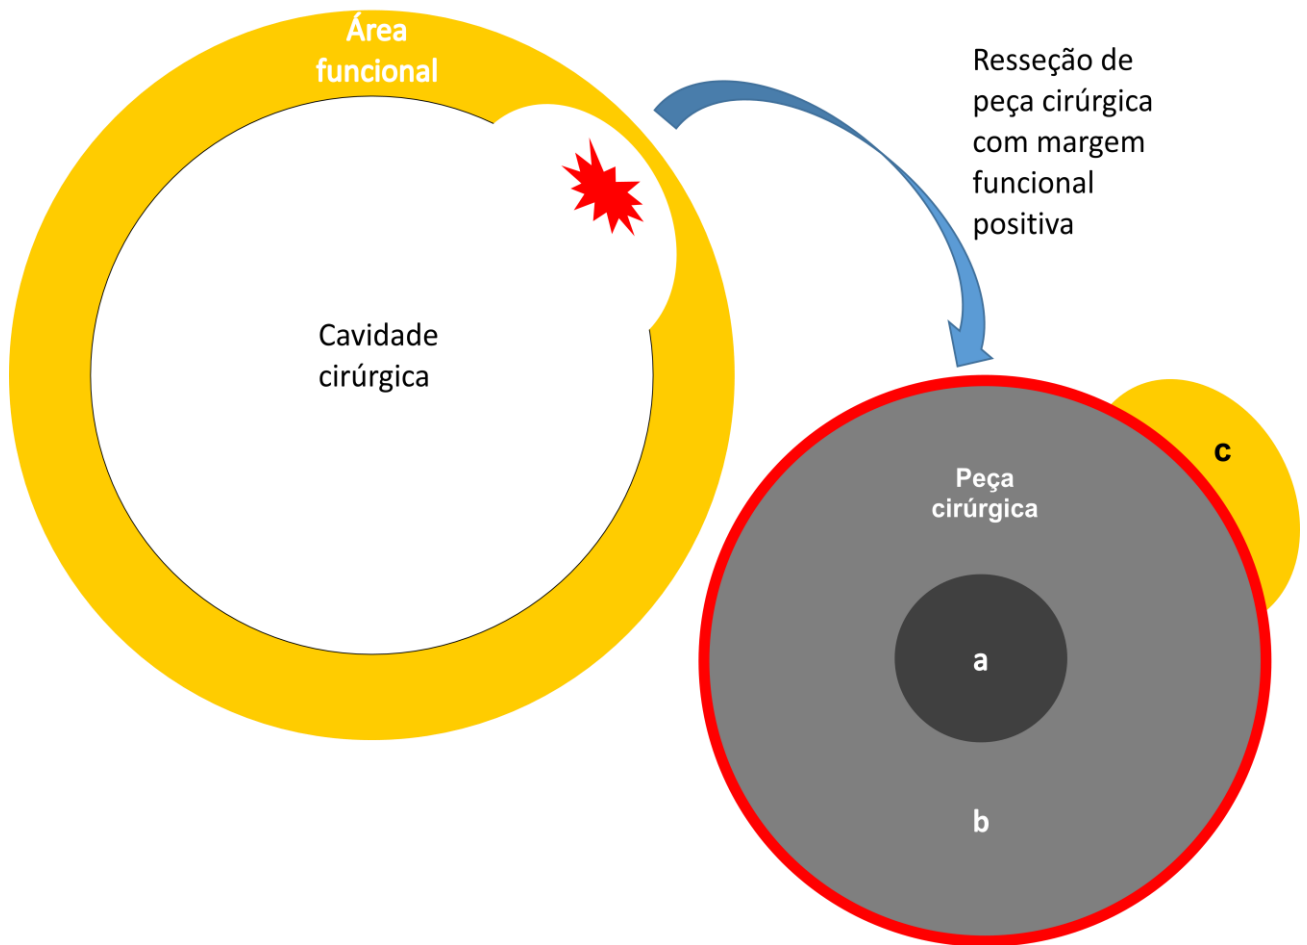 Área
funcional
Resseção de
peça cirúrgica
com margem
funcional
positiva
Cavidade
cirúrgica
c
Peça
cirúrgica
a
b